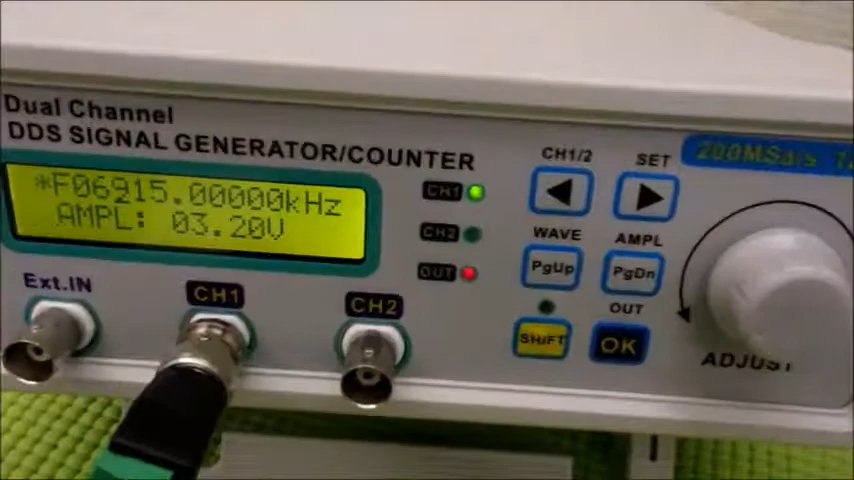 Dual Channel
DDS SIGNAL GENERATOR/COUNTER
*F06915.00000kHz
AMPL: 03.20V
CH1
CH2
OUT
CH1/2
SET
WAVE
AMPL
PgUp
PgDn
OUT
SHIFT
OK
200MSa/s
ADJUST
Ext.IN
CH1
CH2